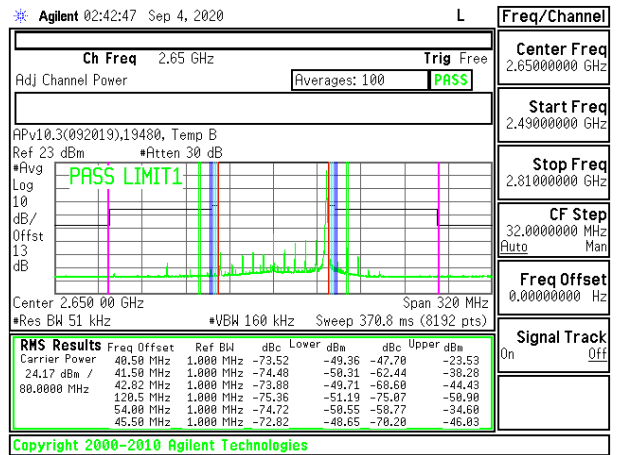 Agilent 02:42:47 Sep 4, 2020 L
Freq/Channel
Ch Freq 2.65 GHz Trig Free
Adj Channel Power Averages: 100 PASS
Center Freq
2.65000000 GHz
Start Freq
2.49000000 GHz
Stop Freq
2.81000000 GHz
CF Step
32.0000000 MHz
Auto Man
Freq Offset
0.00000000 Hz
Signal Track
On Off
APv10.3(092019),19480, Temp B
Ref 23 dBm #Atten 30 dB
#Avg
Log
10
dB/
Offst
13
dB
PASS LIMIT1
Center 2.650 00 GHz Span 320 MHz
#Res BW 51 kHz #VBW 160 kHz Sweep 370.8 ms (8192 pts)
RMS Results Freq Offset Ref BW dBc Lower dBm dBc Upper dBm
Carrier Power 40.50 MHz 1.000 MHz -73.52 -49.36 -47.70 -23.53
24.17 dBm / 41.50 MHz 1.000 MHz -74.48 -50.31 -62.44 -38.28
80.0000 MHz 42.82 MHz 1.000 MHz -73.88 -49.71 -68.60 -44.43
120.5 MHz 1.000 MHz -75.36 -51.19 -75.07 -50.90
54.00 MHz 1.000 MHz -74.72 -50.55 -58.77 -34.60
45.50 MHz 1.000 MHz -72.82 -48.65 -70.20 -46.03
Copyright 2000-2010 Agilent Technologies